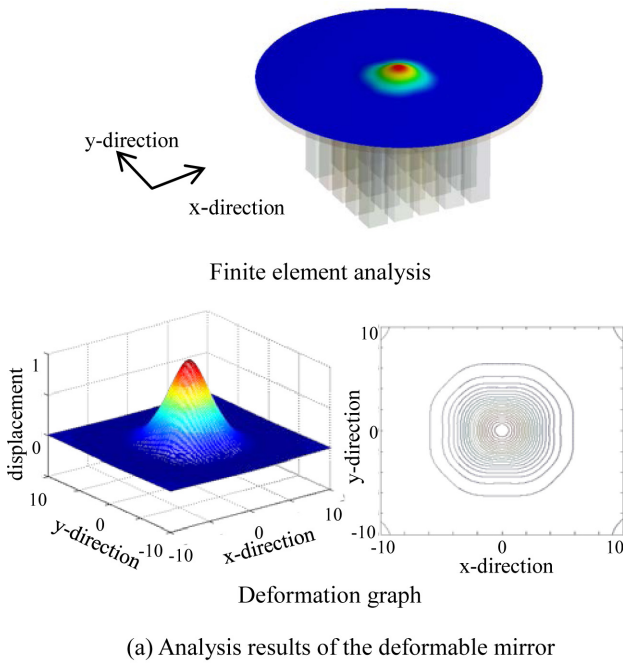 y-direction
x-direction
Finite element analysis
1
0
displacement
10
0
-10
y-direction
-10
0
10
x-direction
10
0
-10
y-direction
-10
0
10
x-direction
Deformation graph
(a) Analysis results of the deformable mirror